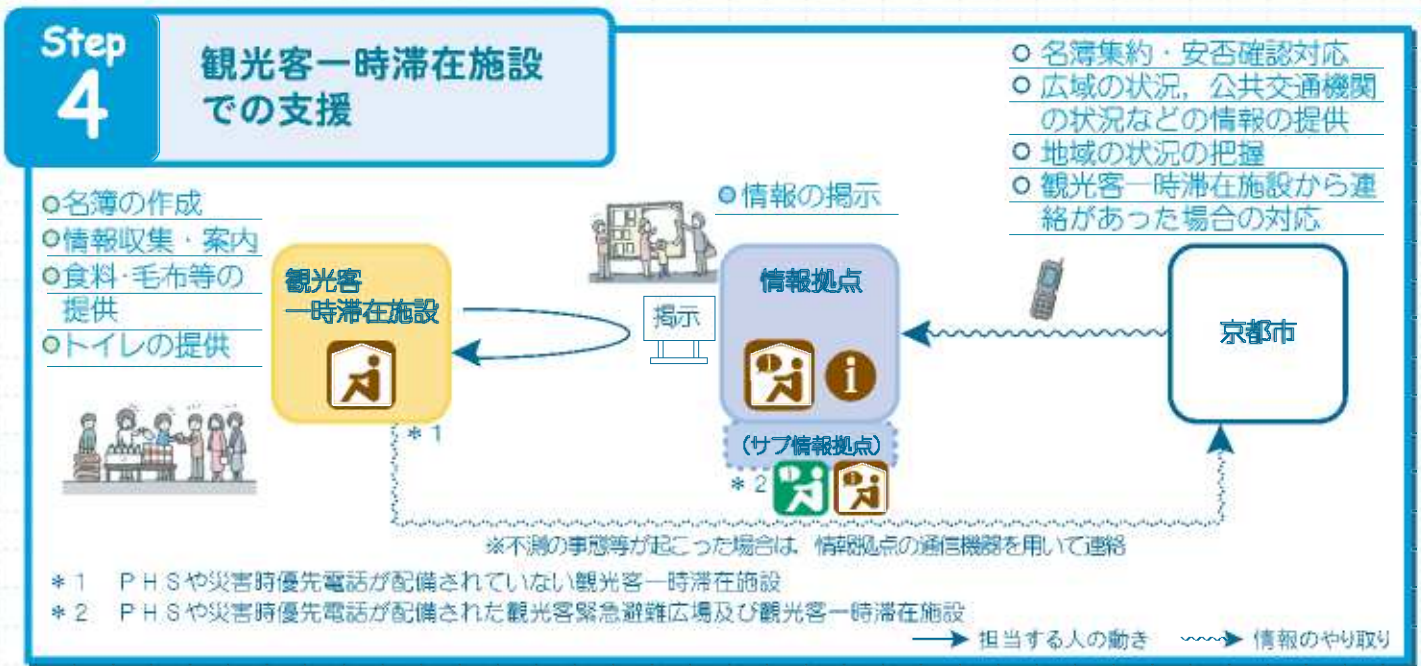 Step
4
観光客一時滞在施設
での支援
名簿集約・安否確認対応
広域の状況，公共交通機関
の状況などの情報の提供
地域の状況の把握
観光客一時滞在施設から連
絡があった場合の対応
名簿の作成
情報収集・案内
食料・毛布等の
提供
トイレの提供
情報の掲示
観光客
一時滞在施設
掲示
情報拠点
京都市
＊1
（サブ情報拠点）
＊2
※不測の事態等が起こった場合は，情報拠点の通信機器を用いて連絡
＊1　ＰＨＳや災害時優先電話が配備されていない観光客一時滞在施設
＊2　ＰＨＳや災害時優先電話が配備された観光客緊急避難広場及び観光客一時滞在施設
担当する人の動き　情報のやり取り